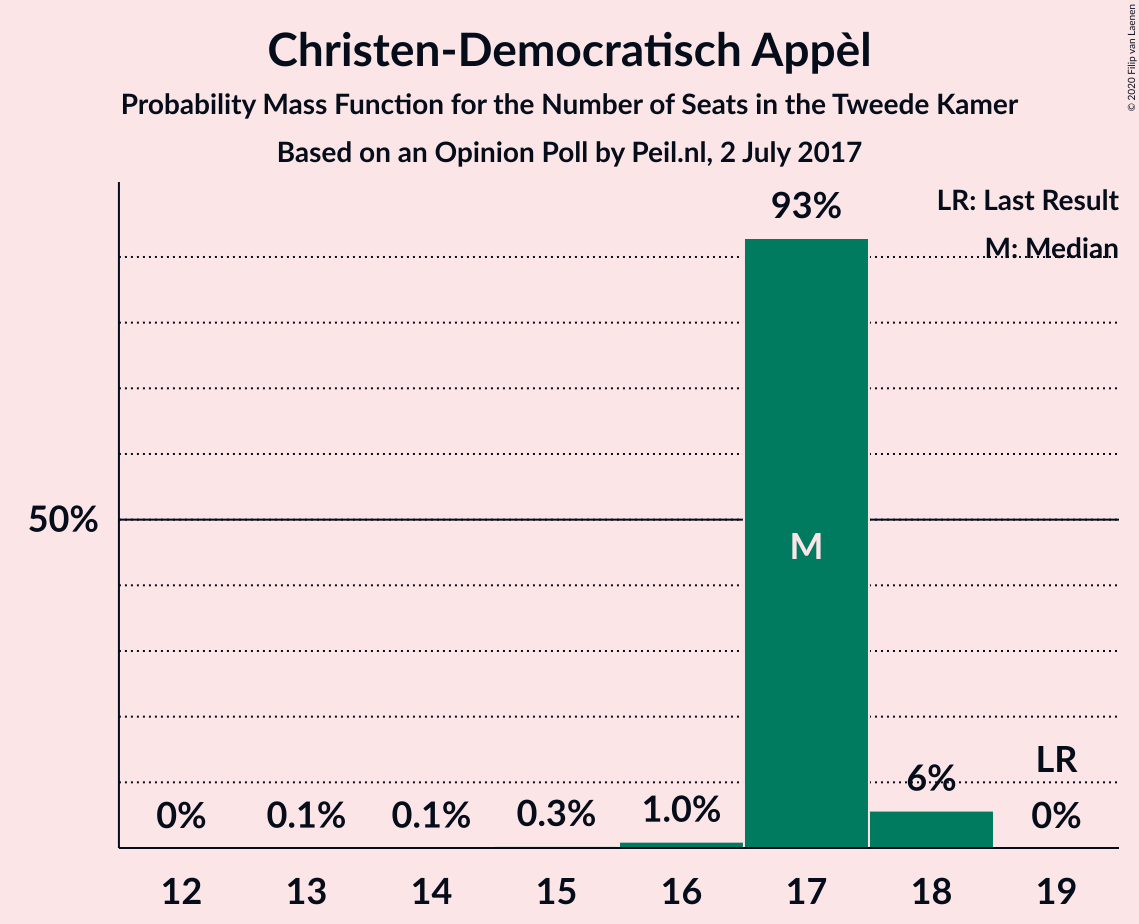 Christen-Democratisch Appèl
Probability Mass Function for the Number of Seats in the Tweede Kamer
Based on an Opinion Poll by Peil.nl, 2 July 2017
© 2020 Filip van Laenen
LR: Last Result
M: Median
93%
50%
M
LR
0%
0.1%
0.1%
0.3%
1.0%
6%
0%
12
13
14
15
16
17
18
19